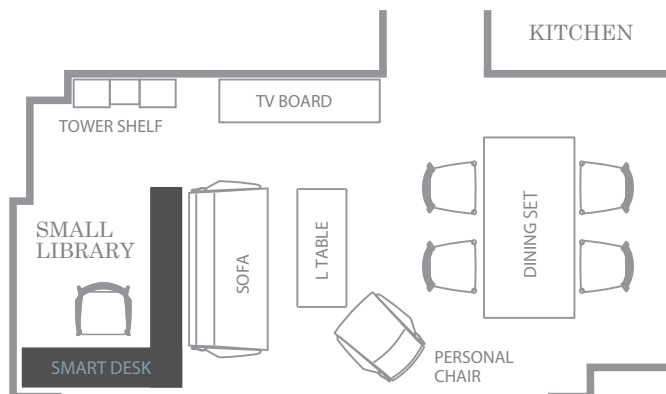 KITCHEN
TV BOARD
TOWER SHELF
SMALL
LIBRARY
SOFA
L TABLE
DINING SET
PERSONAL
CHAIR
SMART DESK